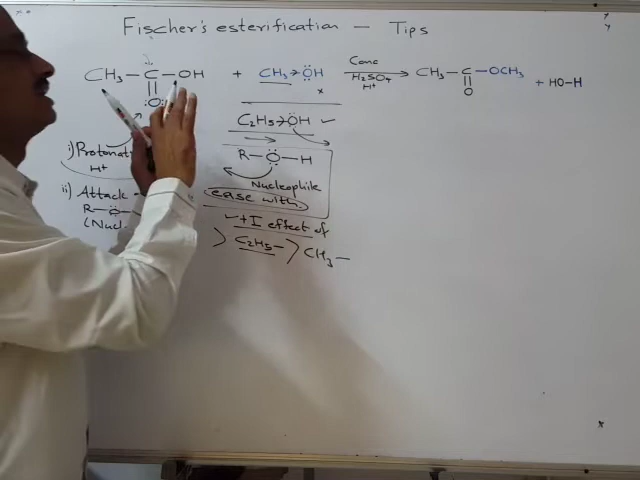 Fischer's esterification — Tips
CH3 — C — OH + CH3 → ÖH Conc H2SO4 H+ → CH3 — C — OCH3 + HO-H
O O
x
C2H5 → ÖH ✓
i) Protonat R — O — H
H+
Nucleophile
ii) Attack ease with
R — O
(Nucl ✓ +I effect of
> C2H5 — > CH3 —
x